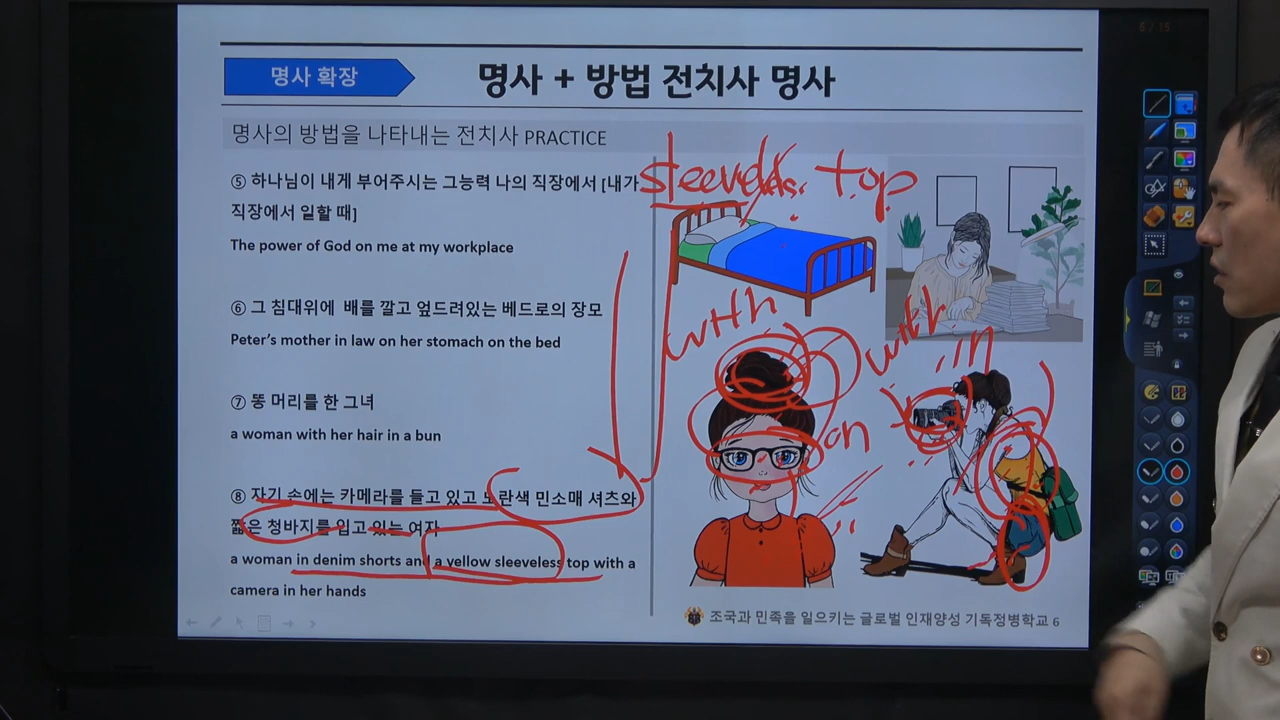 5 / 15
명사 확장
명사 + 방법 전치사 명사
명사의 방법을 나타내는 전치사 PRACTICE
⑤ 하나님이 내게 부어주시는 그능력 나의 직장에서 [내가
직장에서 일할 때]
The power of God on me at my workplace
⑥ 그 침대위에 배를 깔고 엎드려있는 베드로의 장모
Peter's mother in law on her stomach on the bed
⑦ 똥 머리를 한 그녀
a woman with her hair in a bun
⑧ 자기 손에는 카메라를 들고 있고 노란색 민소매 셔츠와
짧은 청바지를 입고 있는 여자
a woman in denim shorts and a yellow sleeveless top with a
camera in her hands
top
with
with
in
on
조국과 민족을 일으키는 글로벌 인재양성 기독정병학교 6